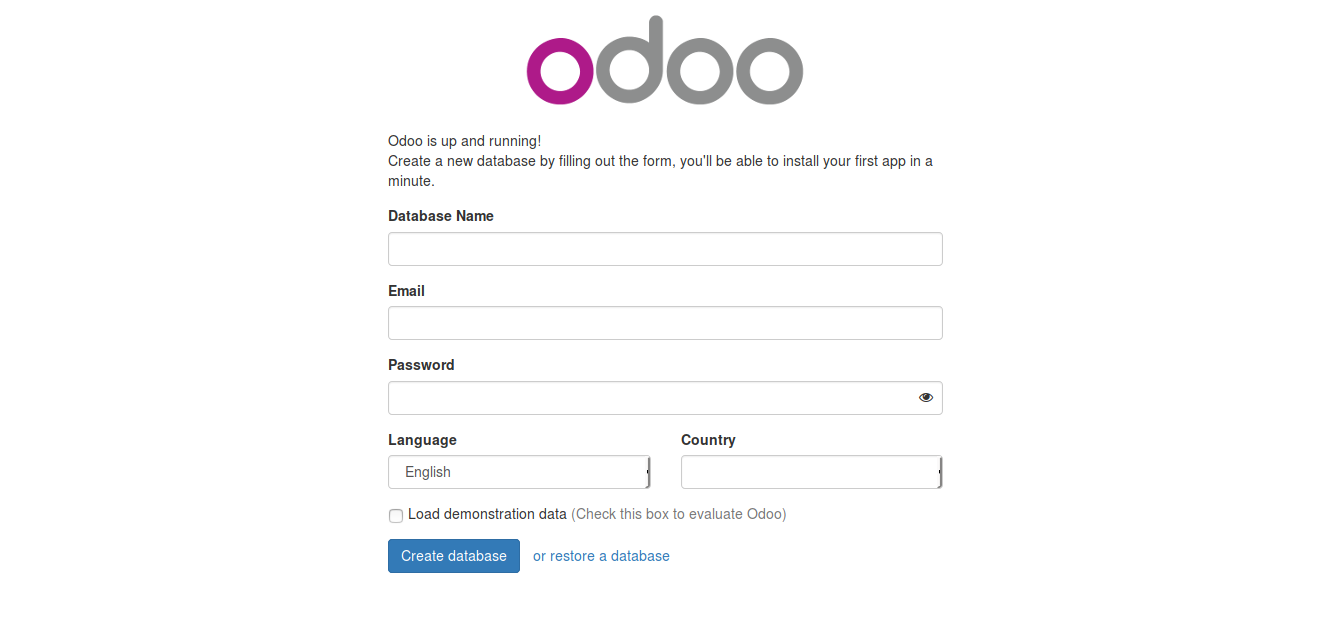 odoo
Odoo is up and running!
Create a new database by filling out the form, you'll be able to install your first app in a
minute.
Database Name
Email
Password
Language Country
English
Load demonstration data (Check this box to evaluate Odoo)
Create database or restore a database